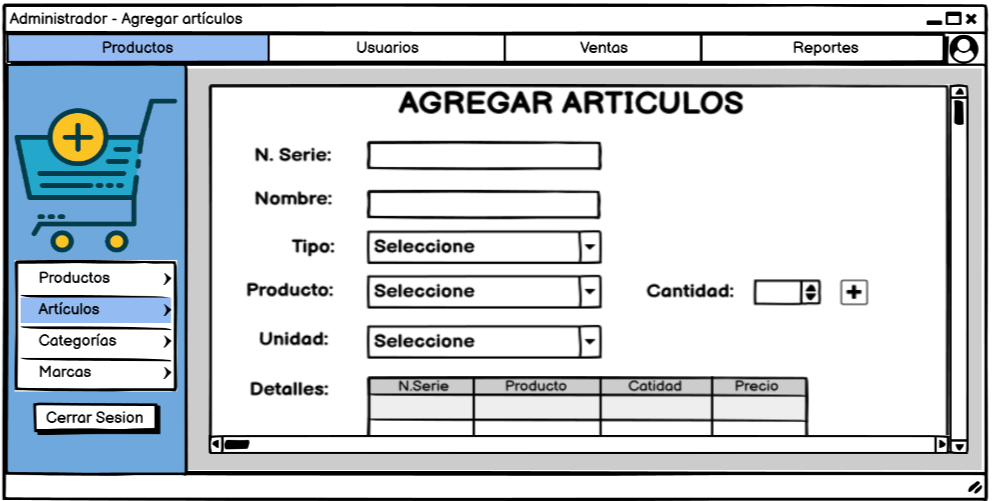 Administrador - Agregar artículos
Productos Usuarios Ventas Reportes
AGREGAR ARTICULOS
N. Serie:
Nombre:
Tipo: Seleccione
Producto: Seleccione Cantidad:
Unidad: Seleccione
Detalles: N.Serie Producto Catidad Precio
Productos
Artículos
Categorías
Marcas
Cerrar Sesion